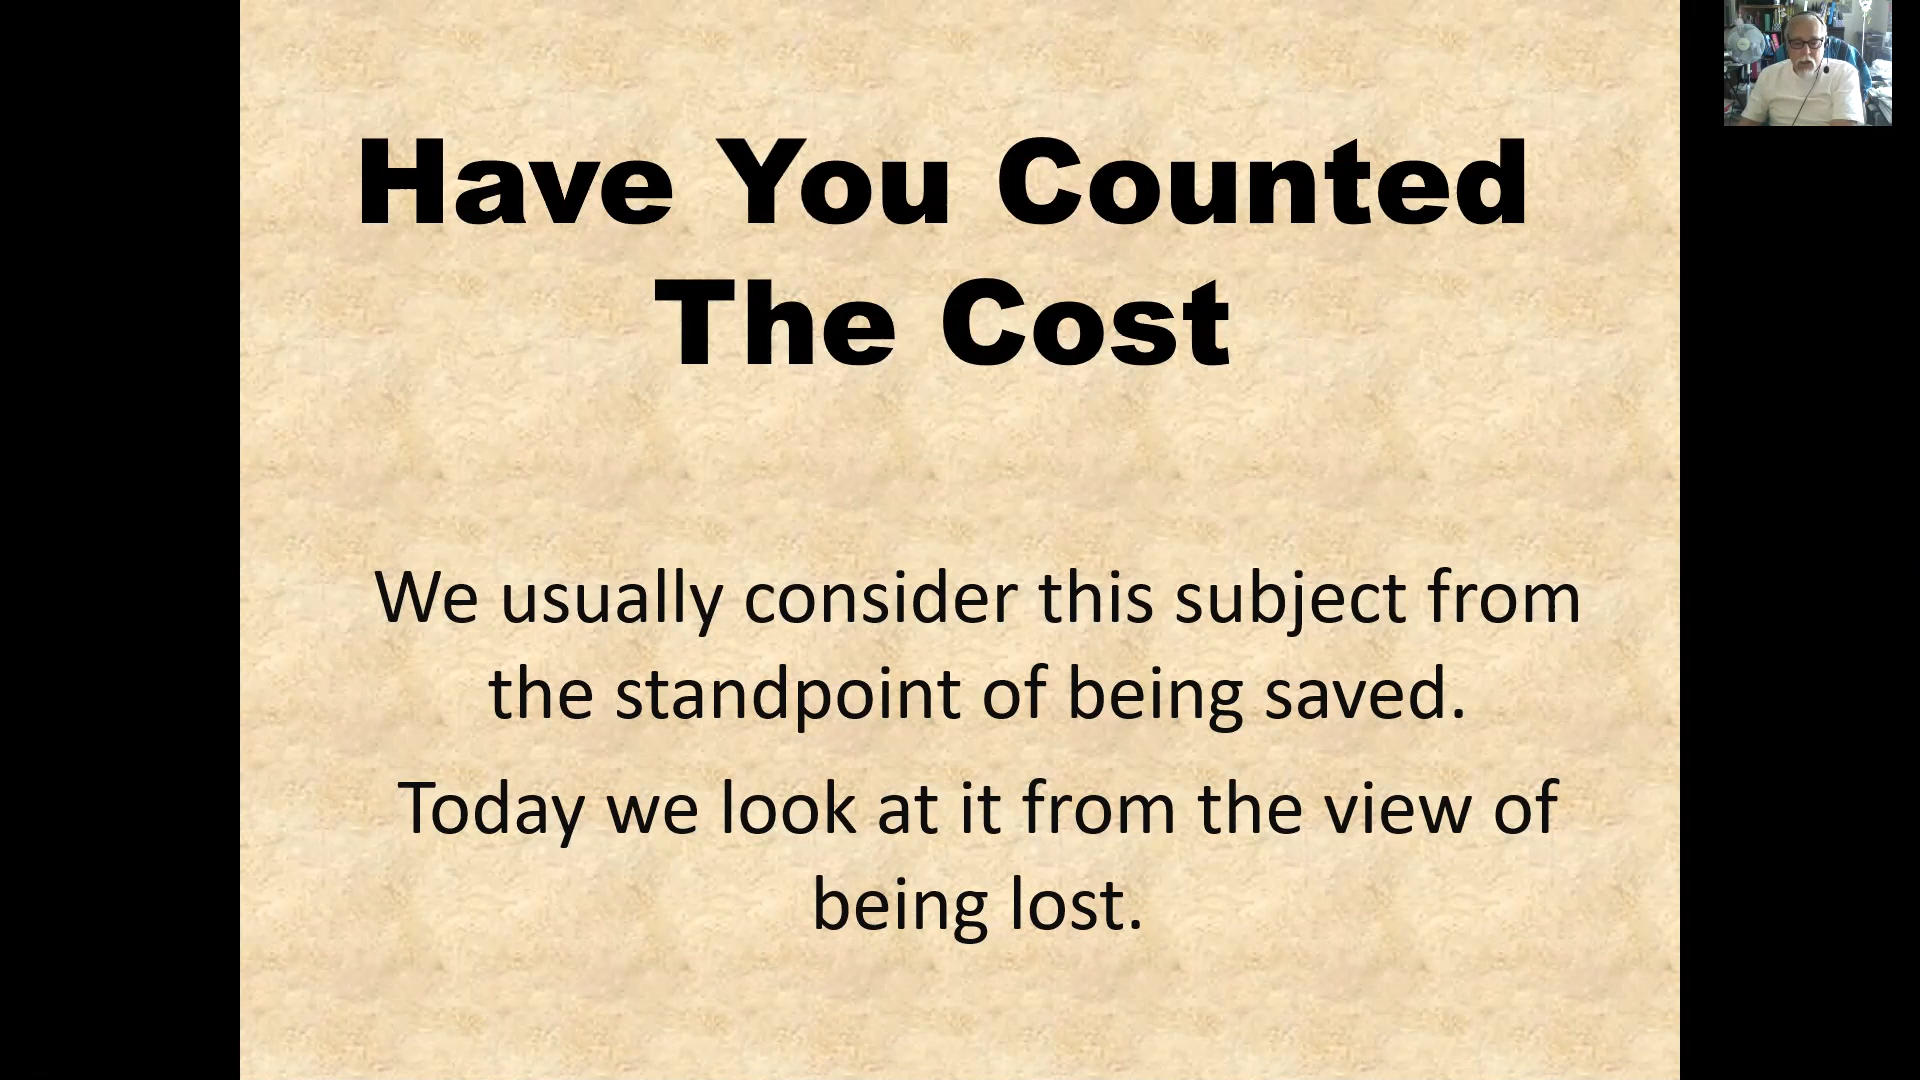 Have You Counted
The Cost
We usually consider this subject from
the standpoint of being saved.
Today we look at it from the view of
being lost.